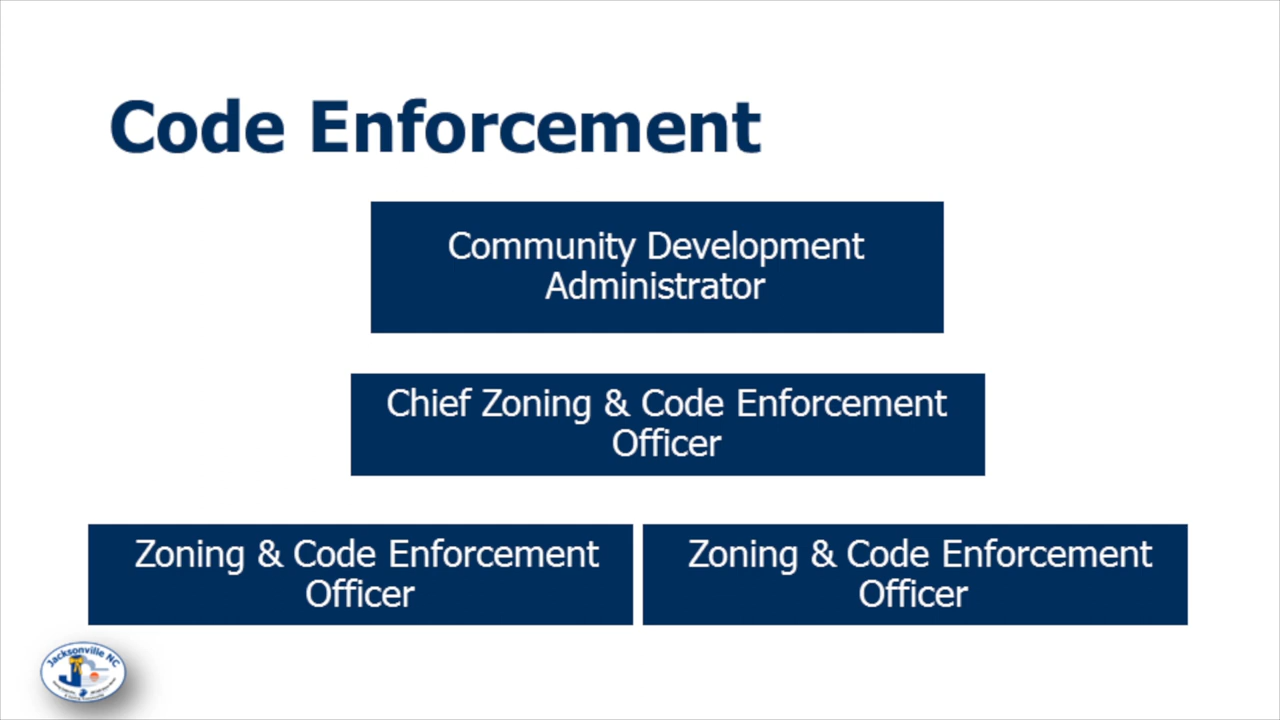 Code Enforcement
Community Development
Administrator
Chief Zoning & Code Enforcement
Officer
Zoning & Code Enforcement
Officer
Zoning & Code Enforcement
Officer
Jacksonville NC